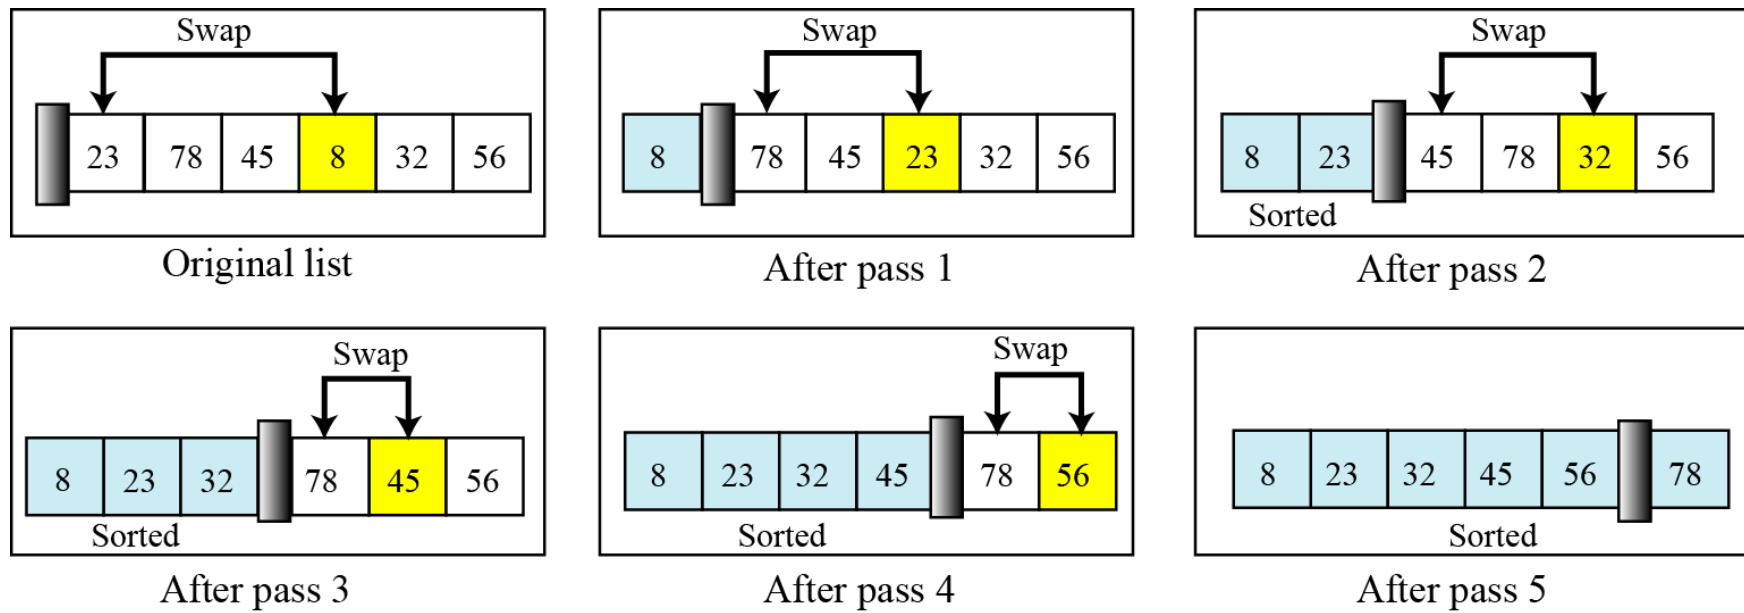 Swap
23 78 45 8 32 56
Original list
Swap
8 78 45 23 32 56
After pass 1
Swap
8 23 45 78 32 56
Sorted
After pass 2
Swap
8 23 32 78 45 56
Sorted
After pass 3
Swap
8 23 32 45 78 56
Sorted
After pass 4
8 23 32 45 56 78
Sorted
After pass 5